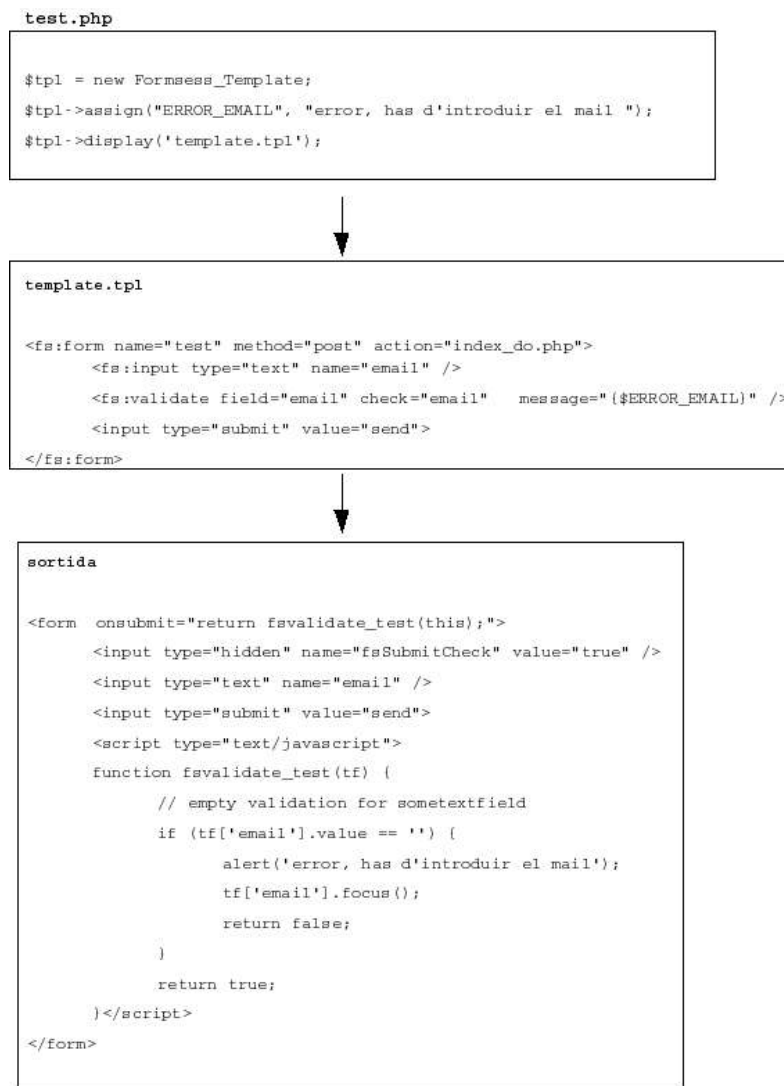 test.php
$tpl = new Formsess_Template;
$tpl->assign("ERROR_EMAIL", "error, has d'introduir el mail ");
$tpl->display('template.tpl');
template.tpl
<fs:form name="test" method="post" action="index_do.php">
<fs:input type="text" name="email" />
<fs:validate field="email" check="email"   message="{$ERROR_EMAIL}" />
<input type="submit" value="send">
</fs:form>
sortida
<form  onsubmit="return fsvalidate_test(this);">
<input type="hidden" name="fsSubmitCheck" value="true" />
<input type="text" name="email" />
<input type="submit" value="send">
<script type="text/javascript">
function fsvalidate_test(tf) {
// empty validation for sometextfield
if (tf['email'].value == '') {
alert('error, has d'introduir el mail');
tf['email'].focus();
return false;
}
return true;
}</script>
</form>